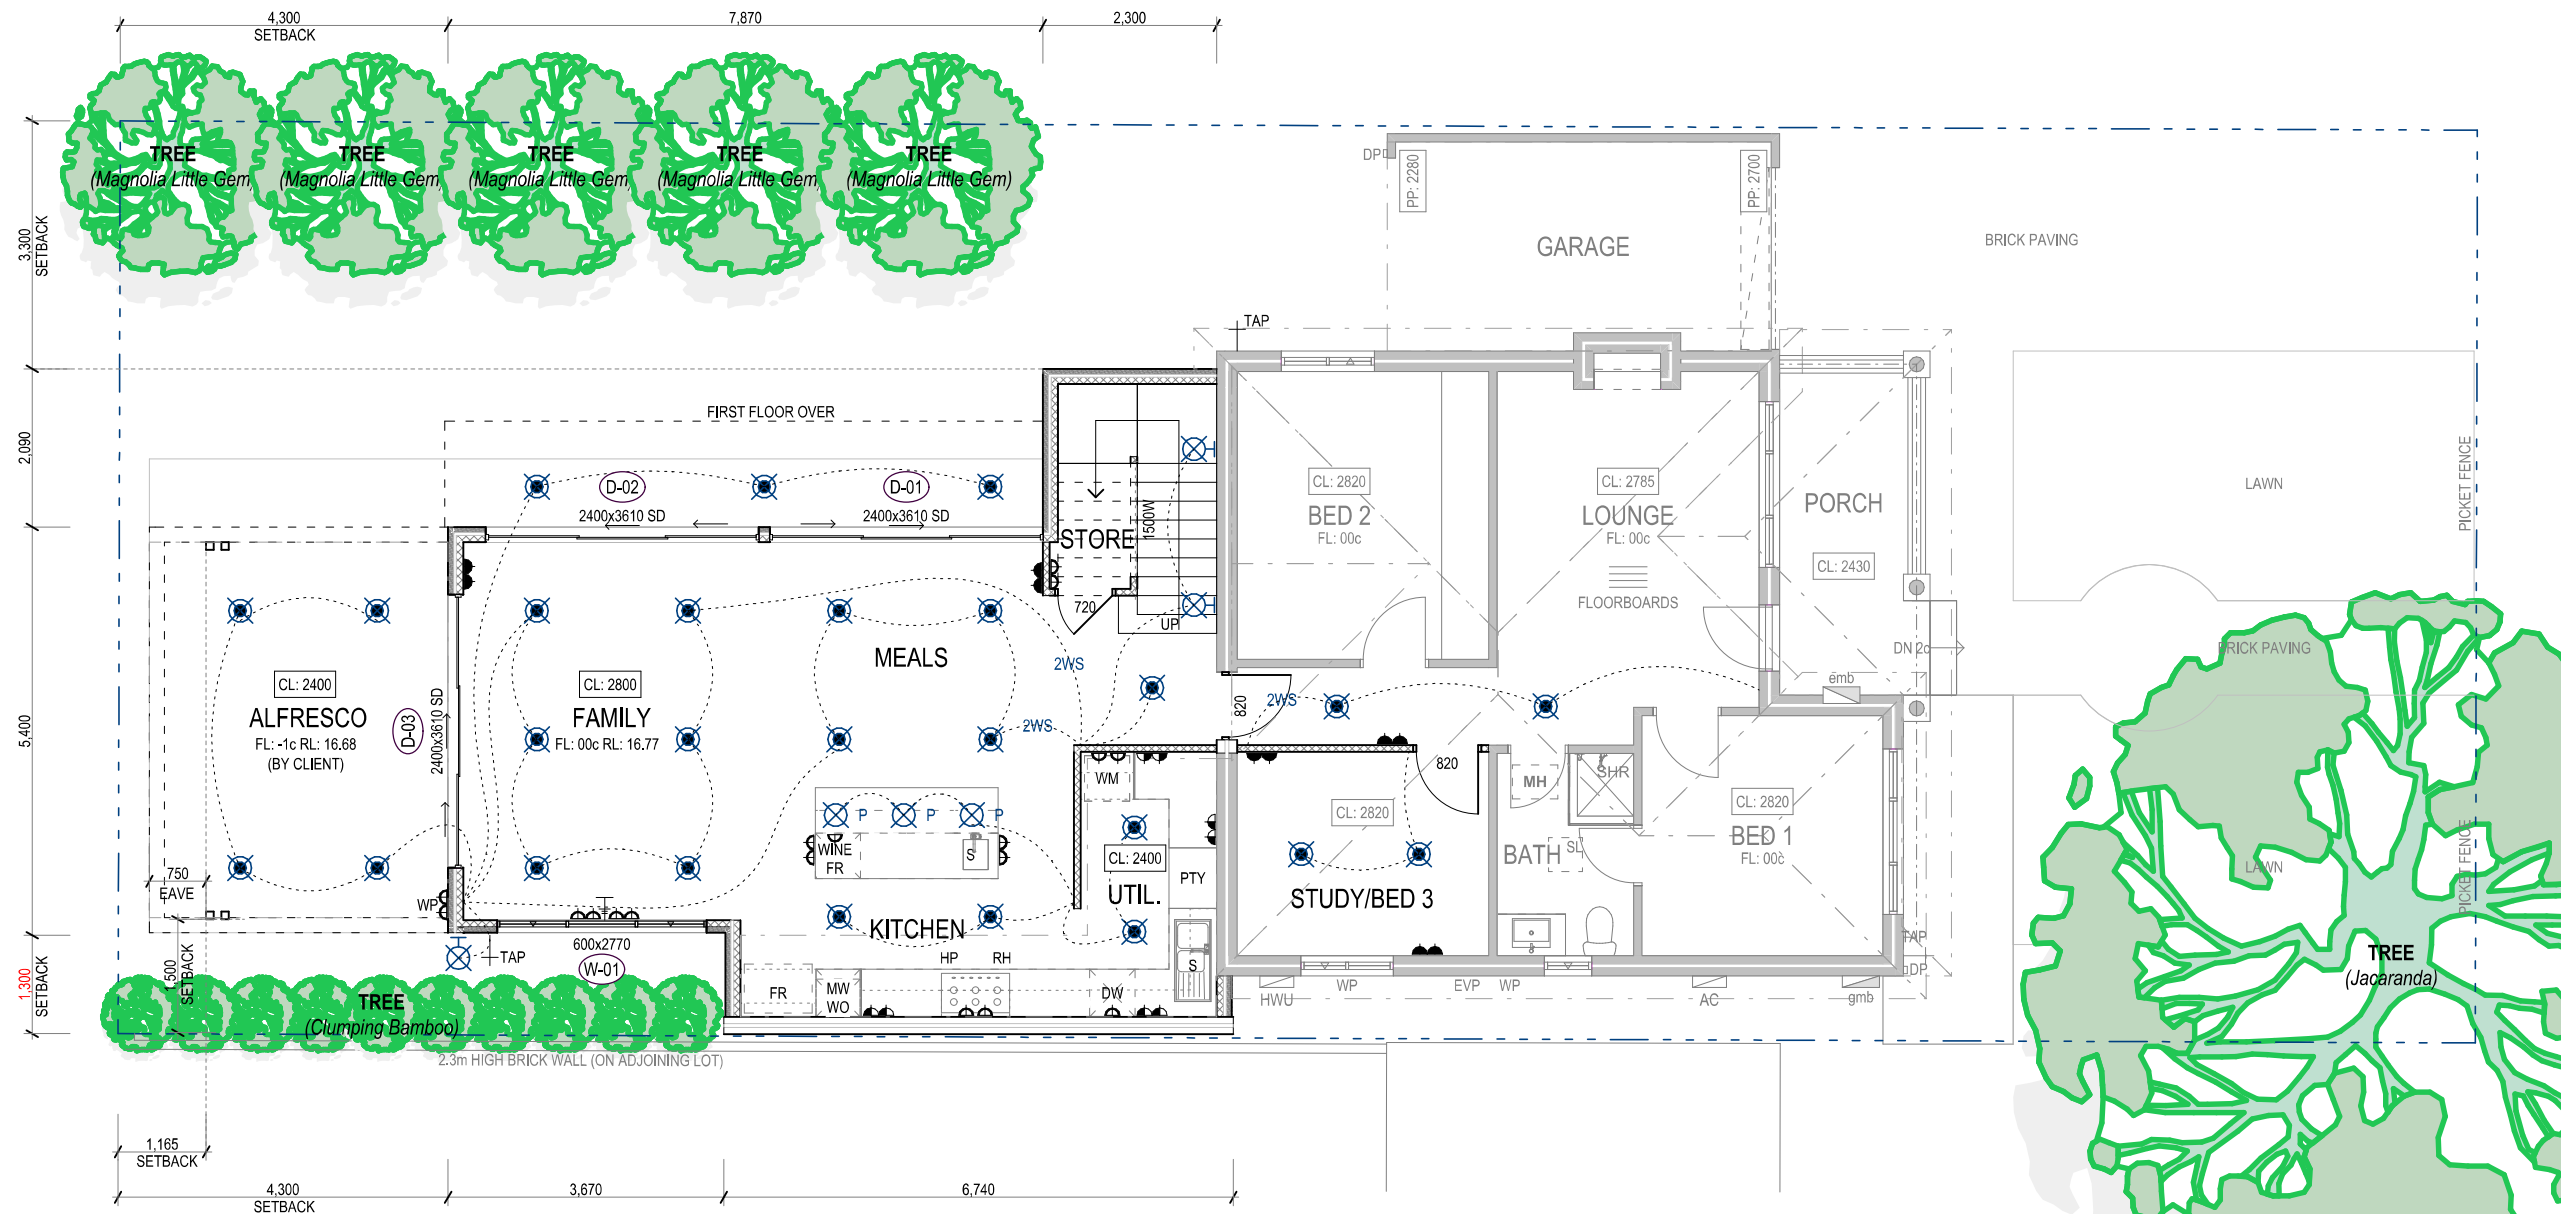 4,300
SETBACK
7,870
2,300
TREE
(Magnolia Little Gem)
TREE
(Magnolia Little Gem)
TREE
(Magnolia Little Gem)
TREE
(Magnolia Little Gem)
TREE
(Magnolia Little Gem)
3,300
SETBACK
DP
PP: 2280
PP: 2700
GARAGE
BRICK PAVING
TAP
FIRST FLOOR OVER
2,090
D-02
2400x3610 SD
D-01
2400x3610 SD
STORE
1500W
720
UP
CL: 2820
BED 2
FL: 00c
CL: 2785
LOUNGE
FL: 00c
FLOORBOARDS
PORCH
CL: 2430
DN 2c
emb
LAWN
PICKET FENCE
BRICK PAVING
5,400
CL: 2400
ALFRESCO
FL: -1c RL: 16.68
(BY CLIENT)
D-03
2400x3610 SD
CL: 2800
FAMILY
FL: 00c RL: 16.77
MEALS
2WS
2WS
2WS
820
820
WM
MH
SHR
P
P
P
WINE
FR
S
CL: 2400
UTIL.
PTY
CL: 2820
STUDY/BED 3
BATH
SL
CL: 2820
BED 1
FL: 00c
LAWN
PICKET FENCE
750
EAVE
WP
KITCHEN
HP
RH
600x2770
W-01
TAP
FR
MW
WO
DW
S
HWU
WP
EVP
WP
AC
gmb
TAP
DP
TREE
(Jacaranda)
1,300
SETBACK
1,500
SETBACK
TREE
(Clumping Bamboo)
2.3m HIGH BRICK WALL (ON ADJOINING LOT)
1,165
SETBACK
4,300
SETBACK
3,670
6,740